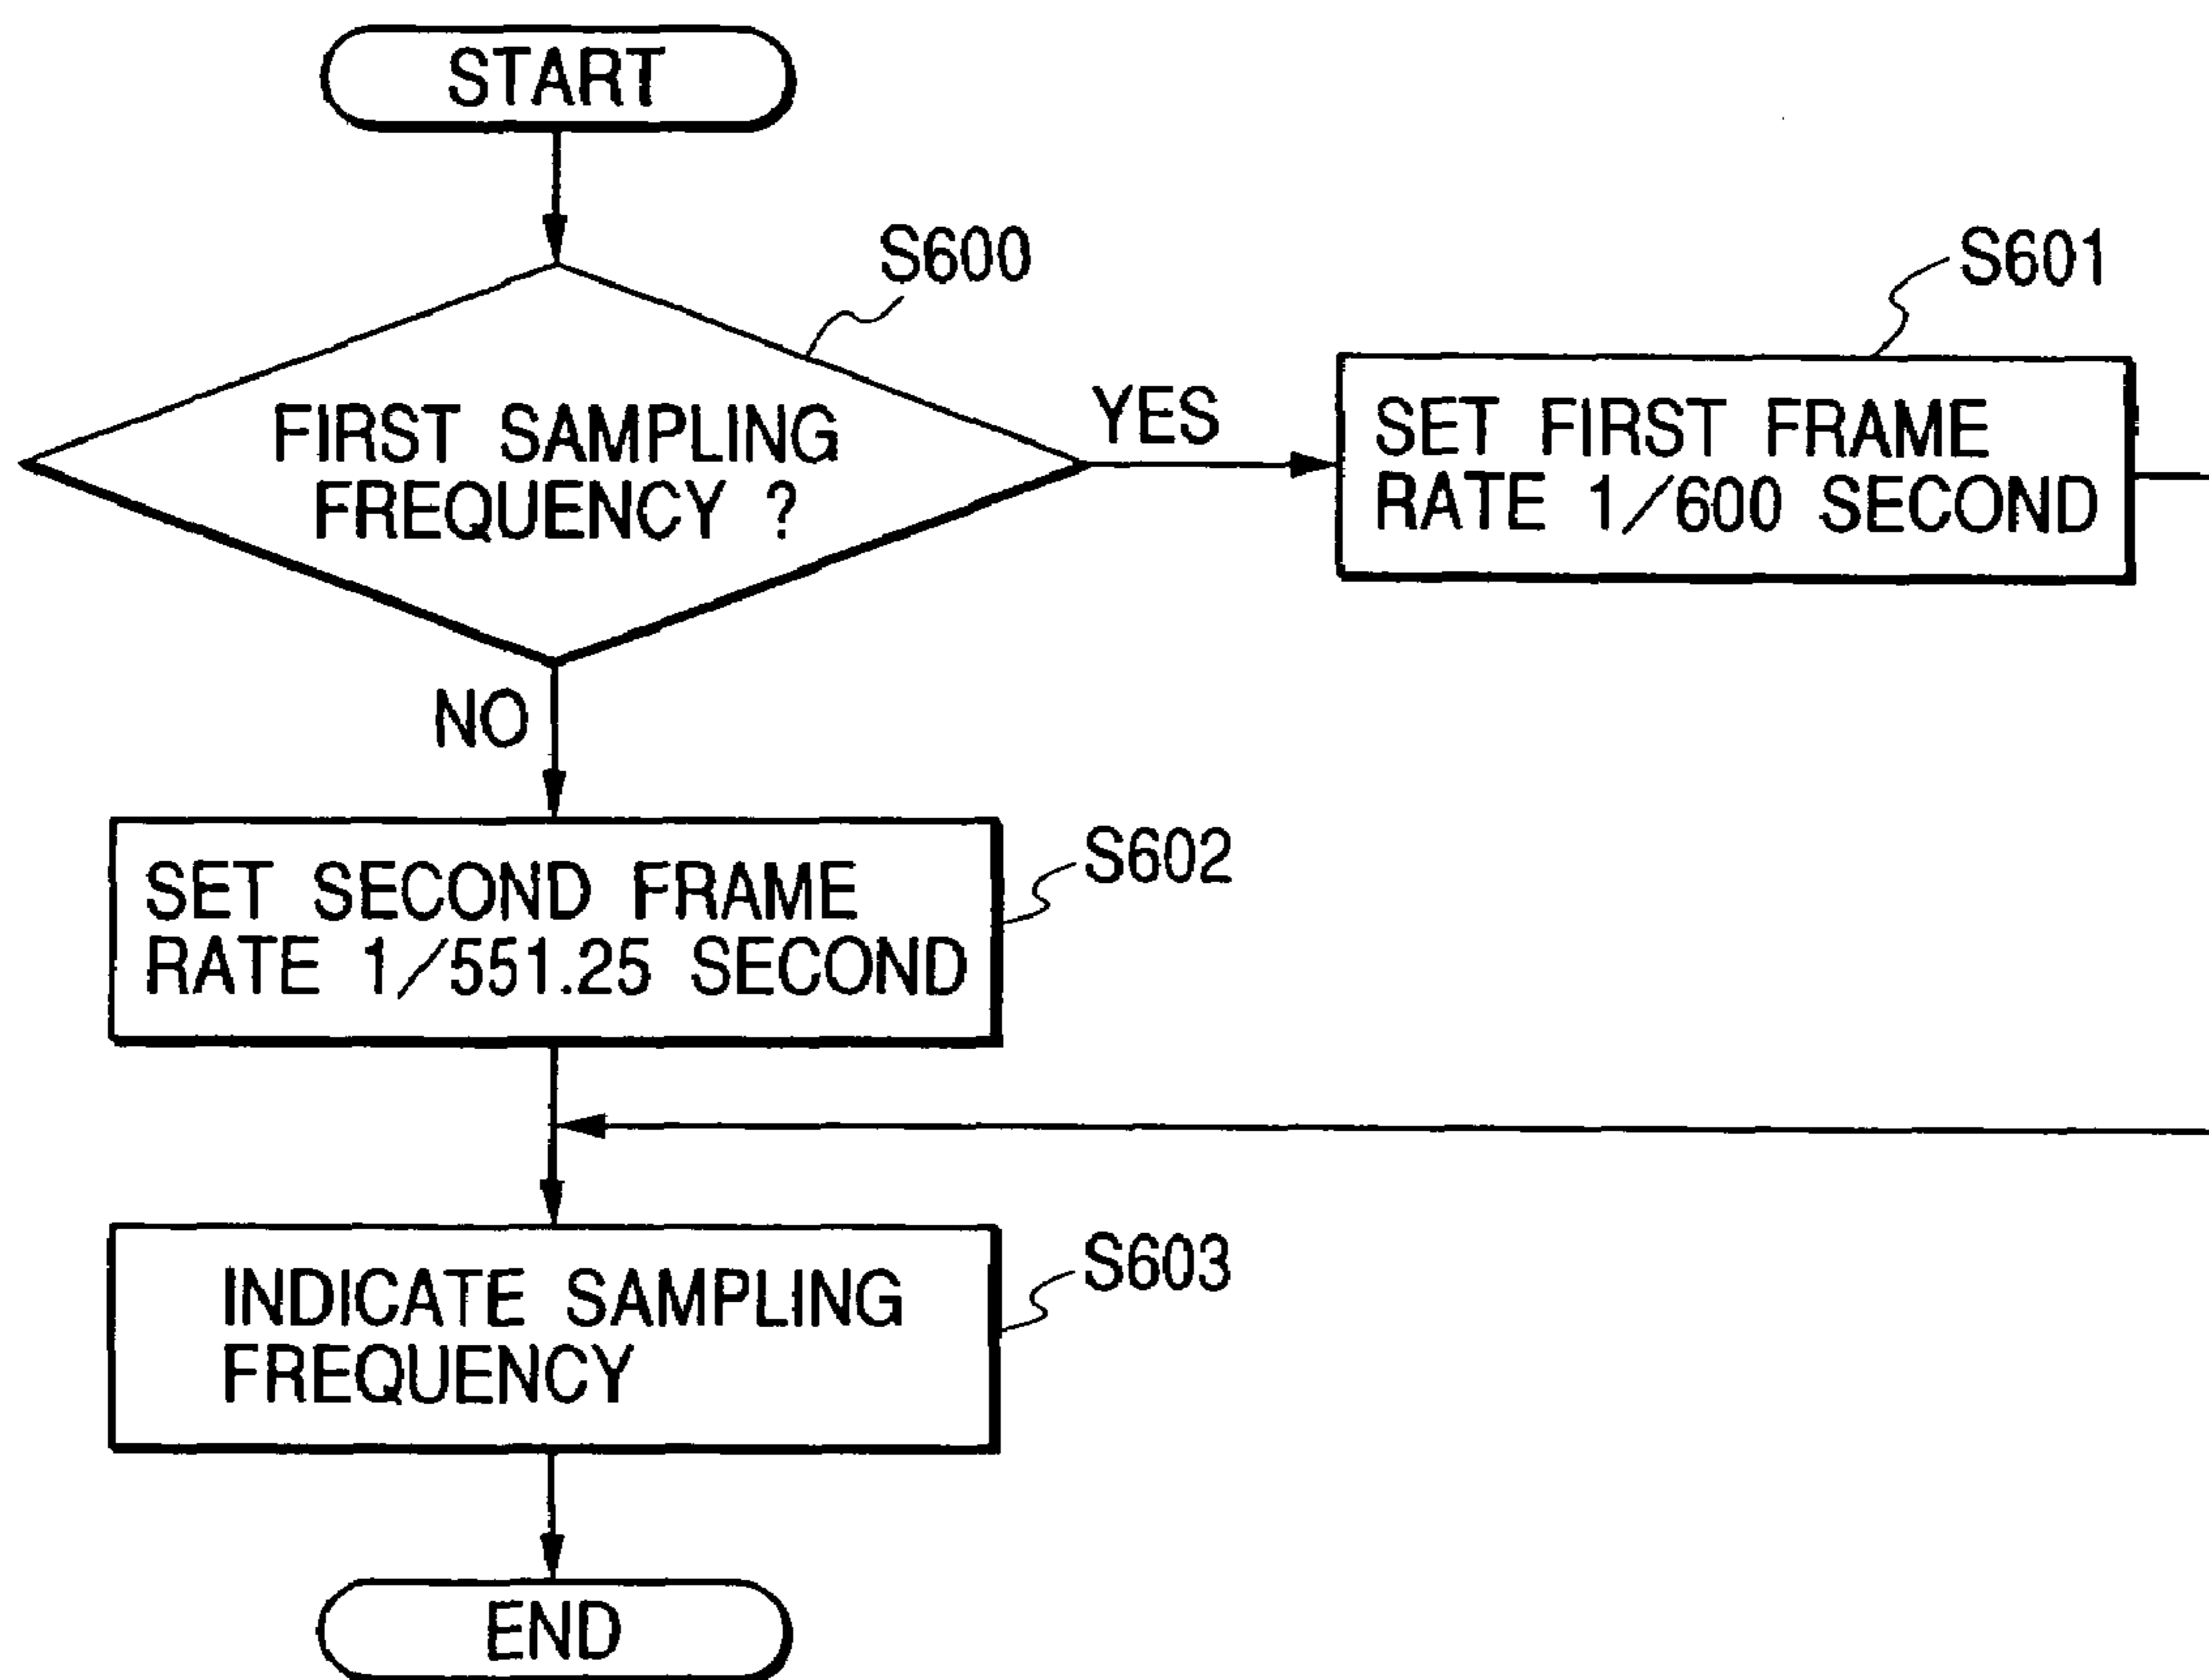 START
S600
FIRST SAMPLING
FREQUENCY ?
YES
S601
SET FIRST FRAME
RATE 1/600 SECOND
NO
S602
SET SECOND FRAME
RATE 1/551.25 SECOND
S603
INDICATE SAMPLING
FREQUENCY
END